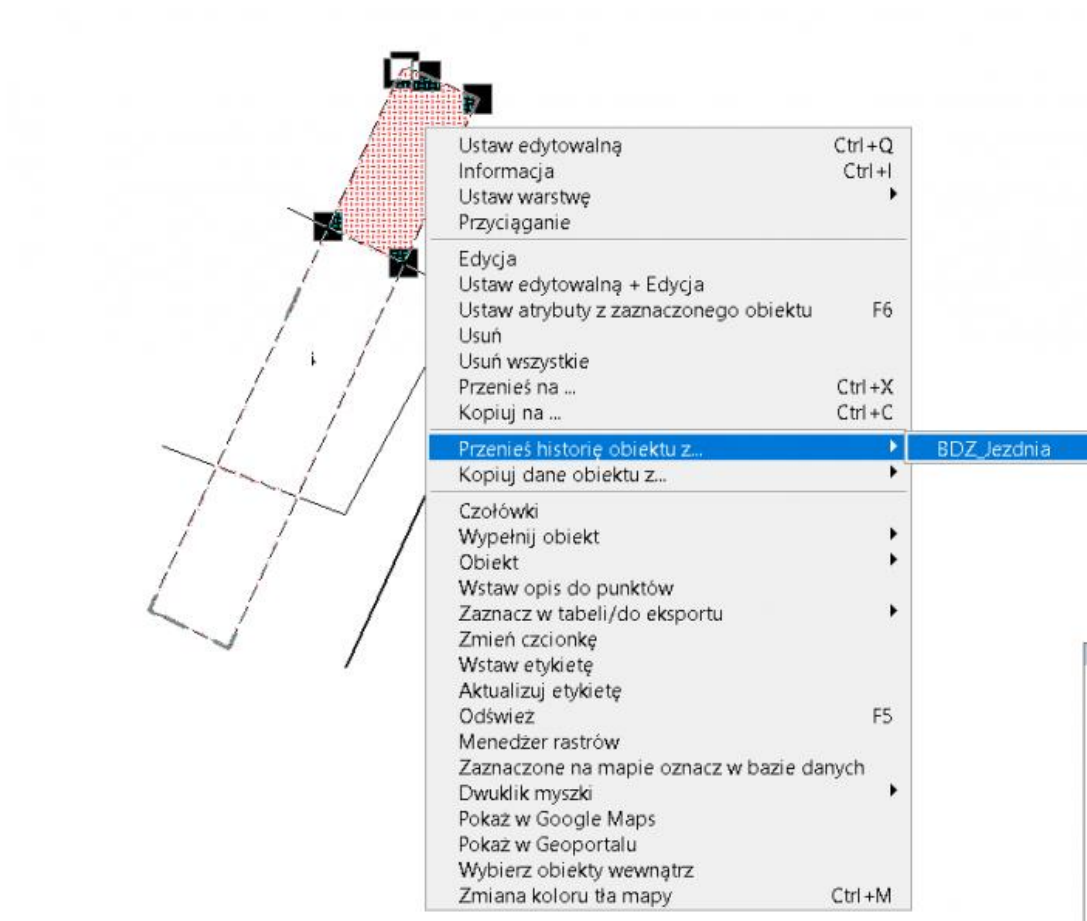 Ustaw edytowalną Ctrl+Q
Informacja Ctrl+I
Ustaw warstwę
Przyciąganie
Edycja
Ustaw edytowalną + Edycja
Ustaw atrybuty z zaznaczonego obiektu F6
Usuń
Usuń wszystkie
Przenieś na ... Ctrl+X
Kopiuj na ... Ctrl+C
Przenieś historię obiektu z... BDZ_Jezdnia
Kopiuj dane obiektu z...
Czołówki
Wypełnij obiekt
Obiekt
Wstaw opis do punktów
Zaznacz w tabeli/do eksportu
Zmień czcionkę
Wstaw etykietę
Aktualizuj etykietę
Odśwież F5
Menedżer rastrów
Zaznaczone na mapie oznacz w bazie danych
Dwuklik myszki
Pokaż w Google Maps
Pokaż w Geoportalu
Wybierz obiekty wewnątrz
Zmiana koloru tła mapy Ctrl+M
i